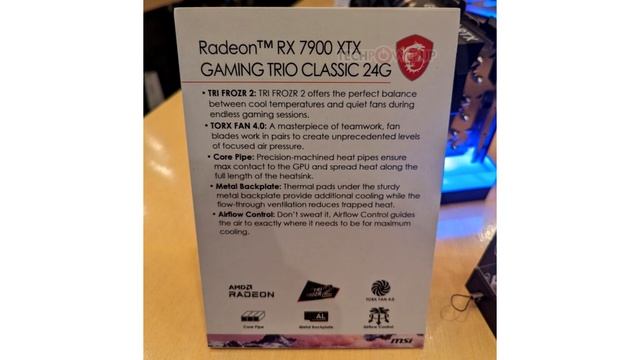 Radeon™ RX 7900 XTX
TECHPOWERUP
GAMING TRIO CLASSIC 24G
• TRI FROZR 2: TRI FROZR 2 offers the perfect balance
between cool temperatures and quiet fans during
endless gaming sessions.
• TORX FAN 4.0: A masterpiece of teamwork, fan
blades work in pairs to create unprecedented levels
of focused air pressure.
• Core Pipe: Precision-machined heat pipes ensure
max contact to the GPU and spread heat along the
full length of the heatsink.
• Metal Backplate: Thermal pads under the sturdy
metal backplate provide additional cooling while the
flow-through ventilation reduces trapped heat.
• Airflow Control: Don't sweat it, Airflow Control guides
the air to exactly where it needs to be for maximum
cooling.
AMD
RADEON
TRI
FROZR
TORX FAN 4.0
AL
Core Pipe
Metal Backplate
Airflow Control
msi